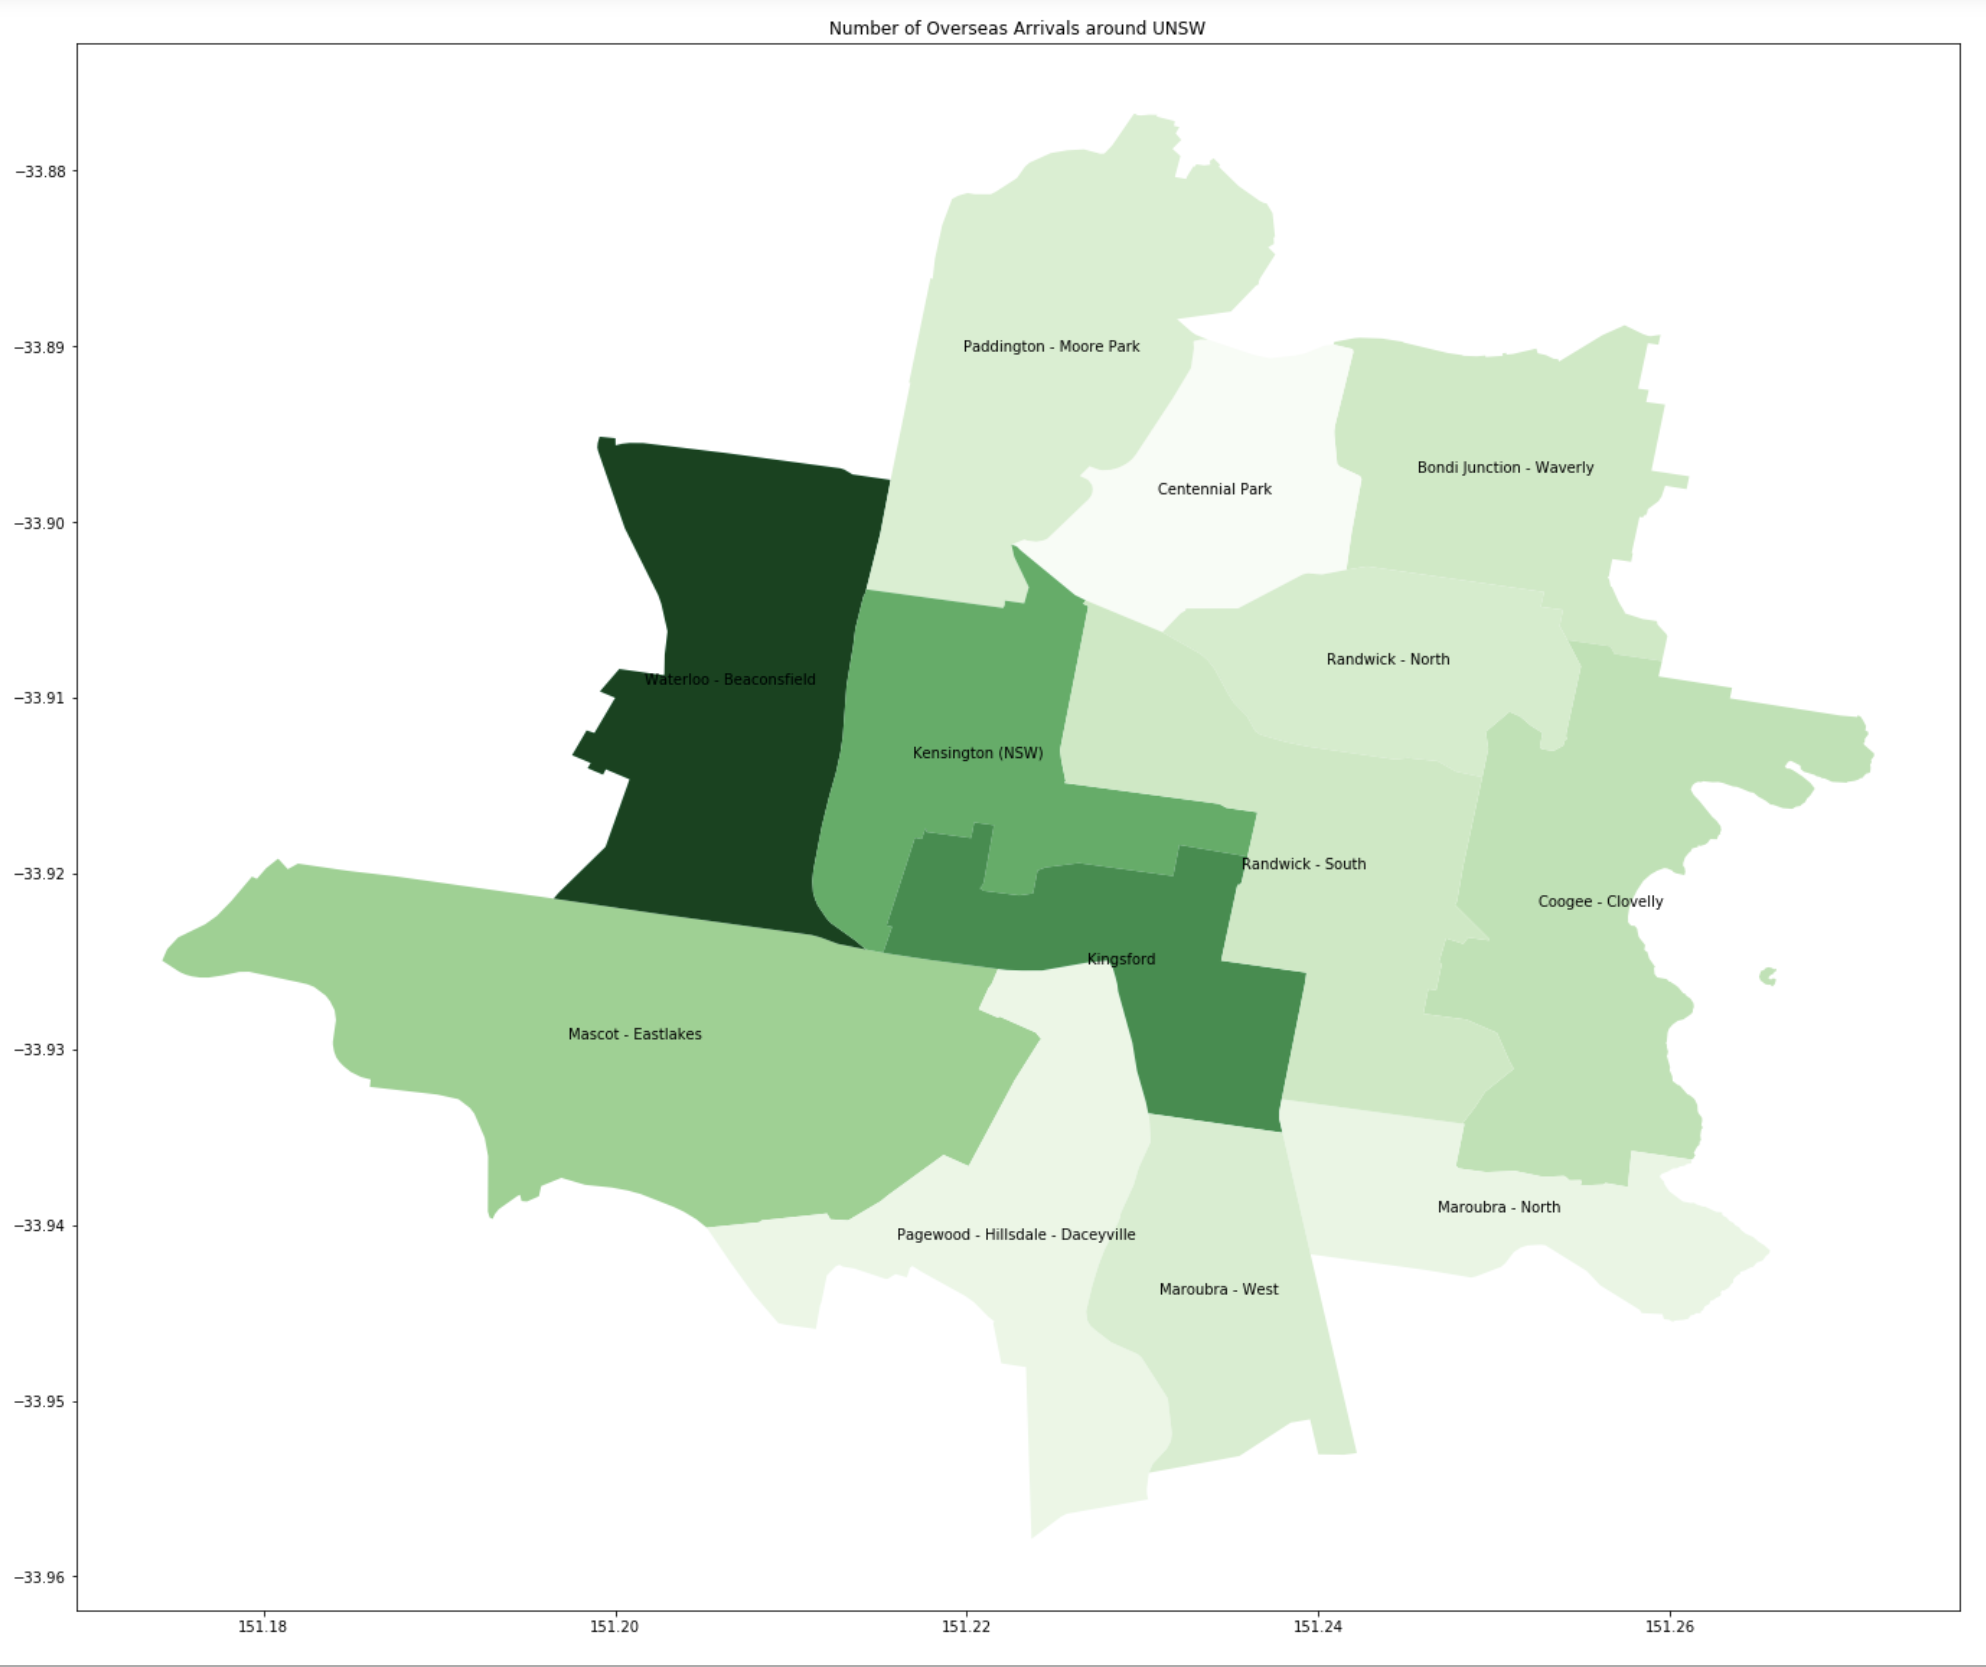 Number of Overseas Arrivals around UNSW
−33.88
−33.89
Paddington - Moore Park
Bondi Junction - Waverly
Centennial Park
−33.90
Randwick - North
Waterloo - Beaconsfield
−33.91
Kensington (NSW)
Randwick - South
−33.92
Coogee - Clovelly
Kingsford
Mascot - Eastlakes
−33.93
Maroubra - North
−33.94
Pagewood - Hillsdale - Daceyville
Maroubra - West
−33.95
−33.96
151.18
151.20
151.22
151.24
151.26